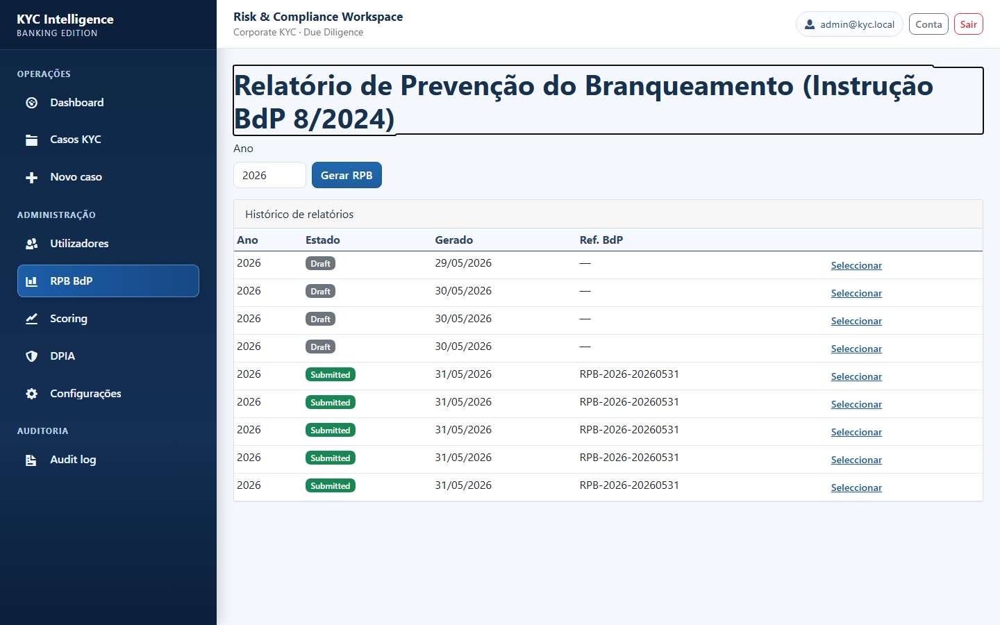 KYC Intelligence
BANKING EDITION
OPERAÇÕES
Dashboard
Casos KYC
Novo caso
ADMINISTRAÇÃO
Utilizadores
RPB BdP
Scoring
DPIA
Configurações
AUDITORIA
Audit log
Risk & Compliance Workspace
Corporate KYC · Due Diligence
admin@kyc.local Conta Sair
Relatório de Prevenção do Branqueamento (Instrução
BdP 8/2024)
Ano
2026 Gerar RPB
Histórico de relatórios
Ano Estado Gerado Ref. BdP
2026 Draft 29/05/2026 — Seleccionar
2026 Draft 30/05/2026 — Seleccionar
2026 Draft 30/05/2026 — Seleccionar
2026 Draft 30/05/2026 — Seleccionar
2026 Submitted 31/05/2026 RPB-2026-20260531 Seleccionar
2026 Submitted 31/05/2026 RPB-2026-20260531 Seleccionar
2026 Submitted 31/05/2026 RPB-2026-20260531 Seleccionar
2026 Submitted 31/05/2026 RPB-2026-20260531 Seleccionar
2026 Submitted 31/05/2026 RPB-2026-20260531 Seleccionar